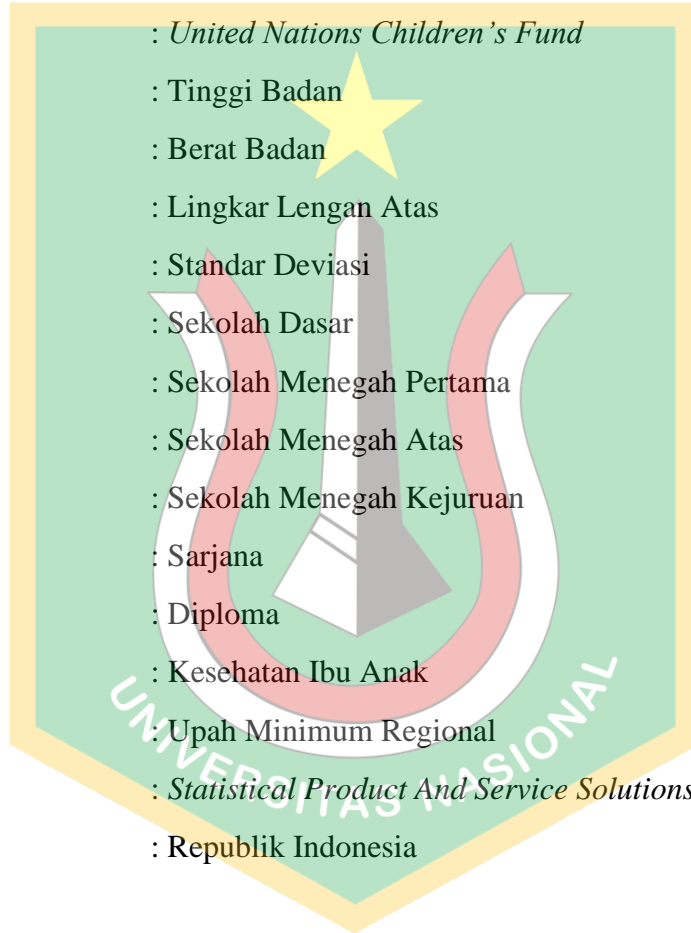 : United Nations Children’s Fund
: Tinggi Badan
: Berat Badan
: Lingkar Lengan Atas
: Standar Deviasi
: Sekolah Dasar
: Sekolah Menegah Pertama
: Sekolah Menegah Atas
: Sekolah Menegah Kejuruan
: Sarjana
: Diploma
: Kesehatan Ibu Anak
: Upah Minimum Regional
: Statistical Product And Service Solutions
: Republik Indonesia
UNIVERSITAS NASIONAL